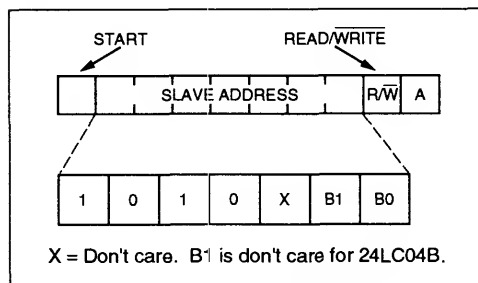 START READ/WRITE
SLAVE ADDRESS R/W A
1 0 1 0 X B1 B0
X = Don't care. B1 is don't care for 24LC04B.